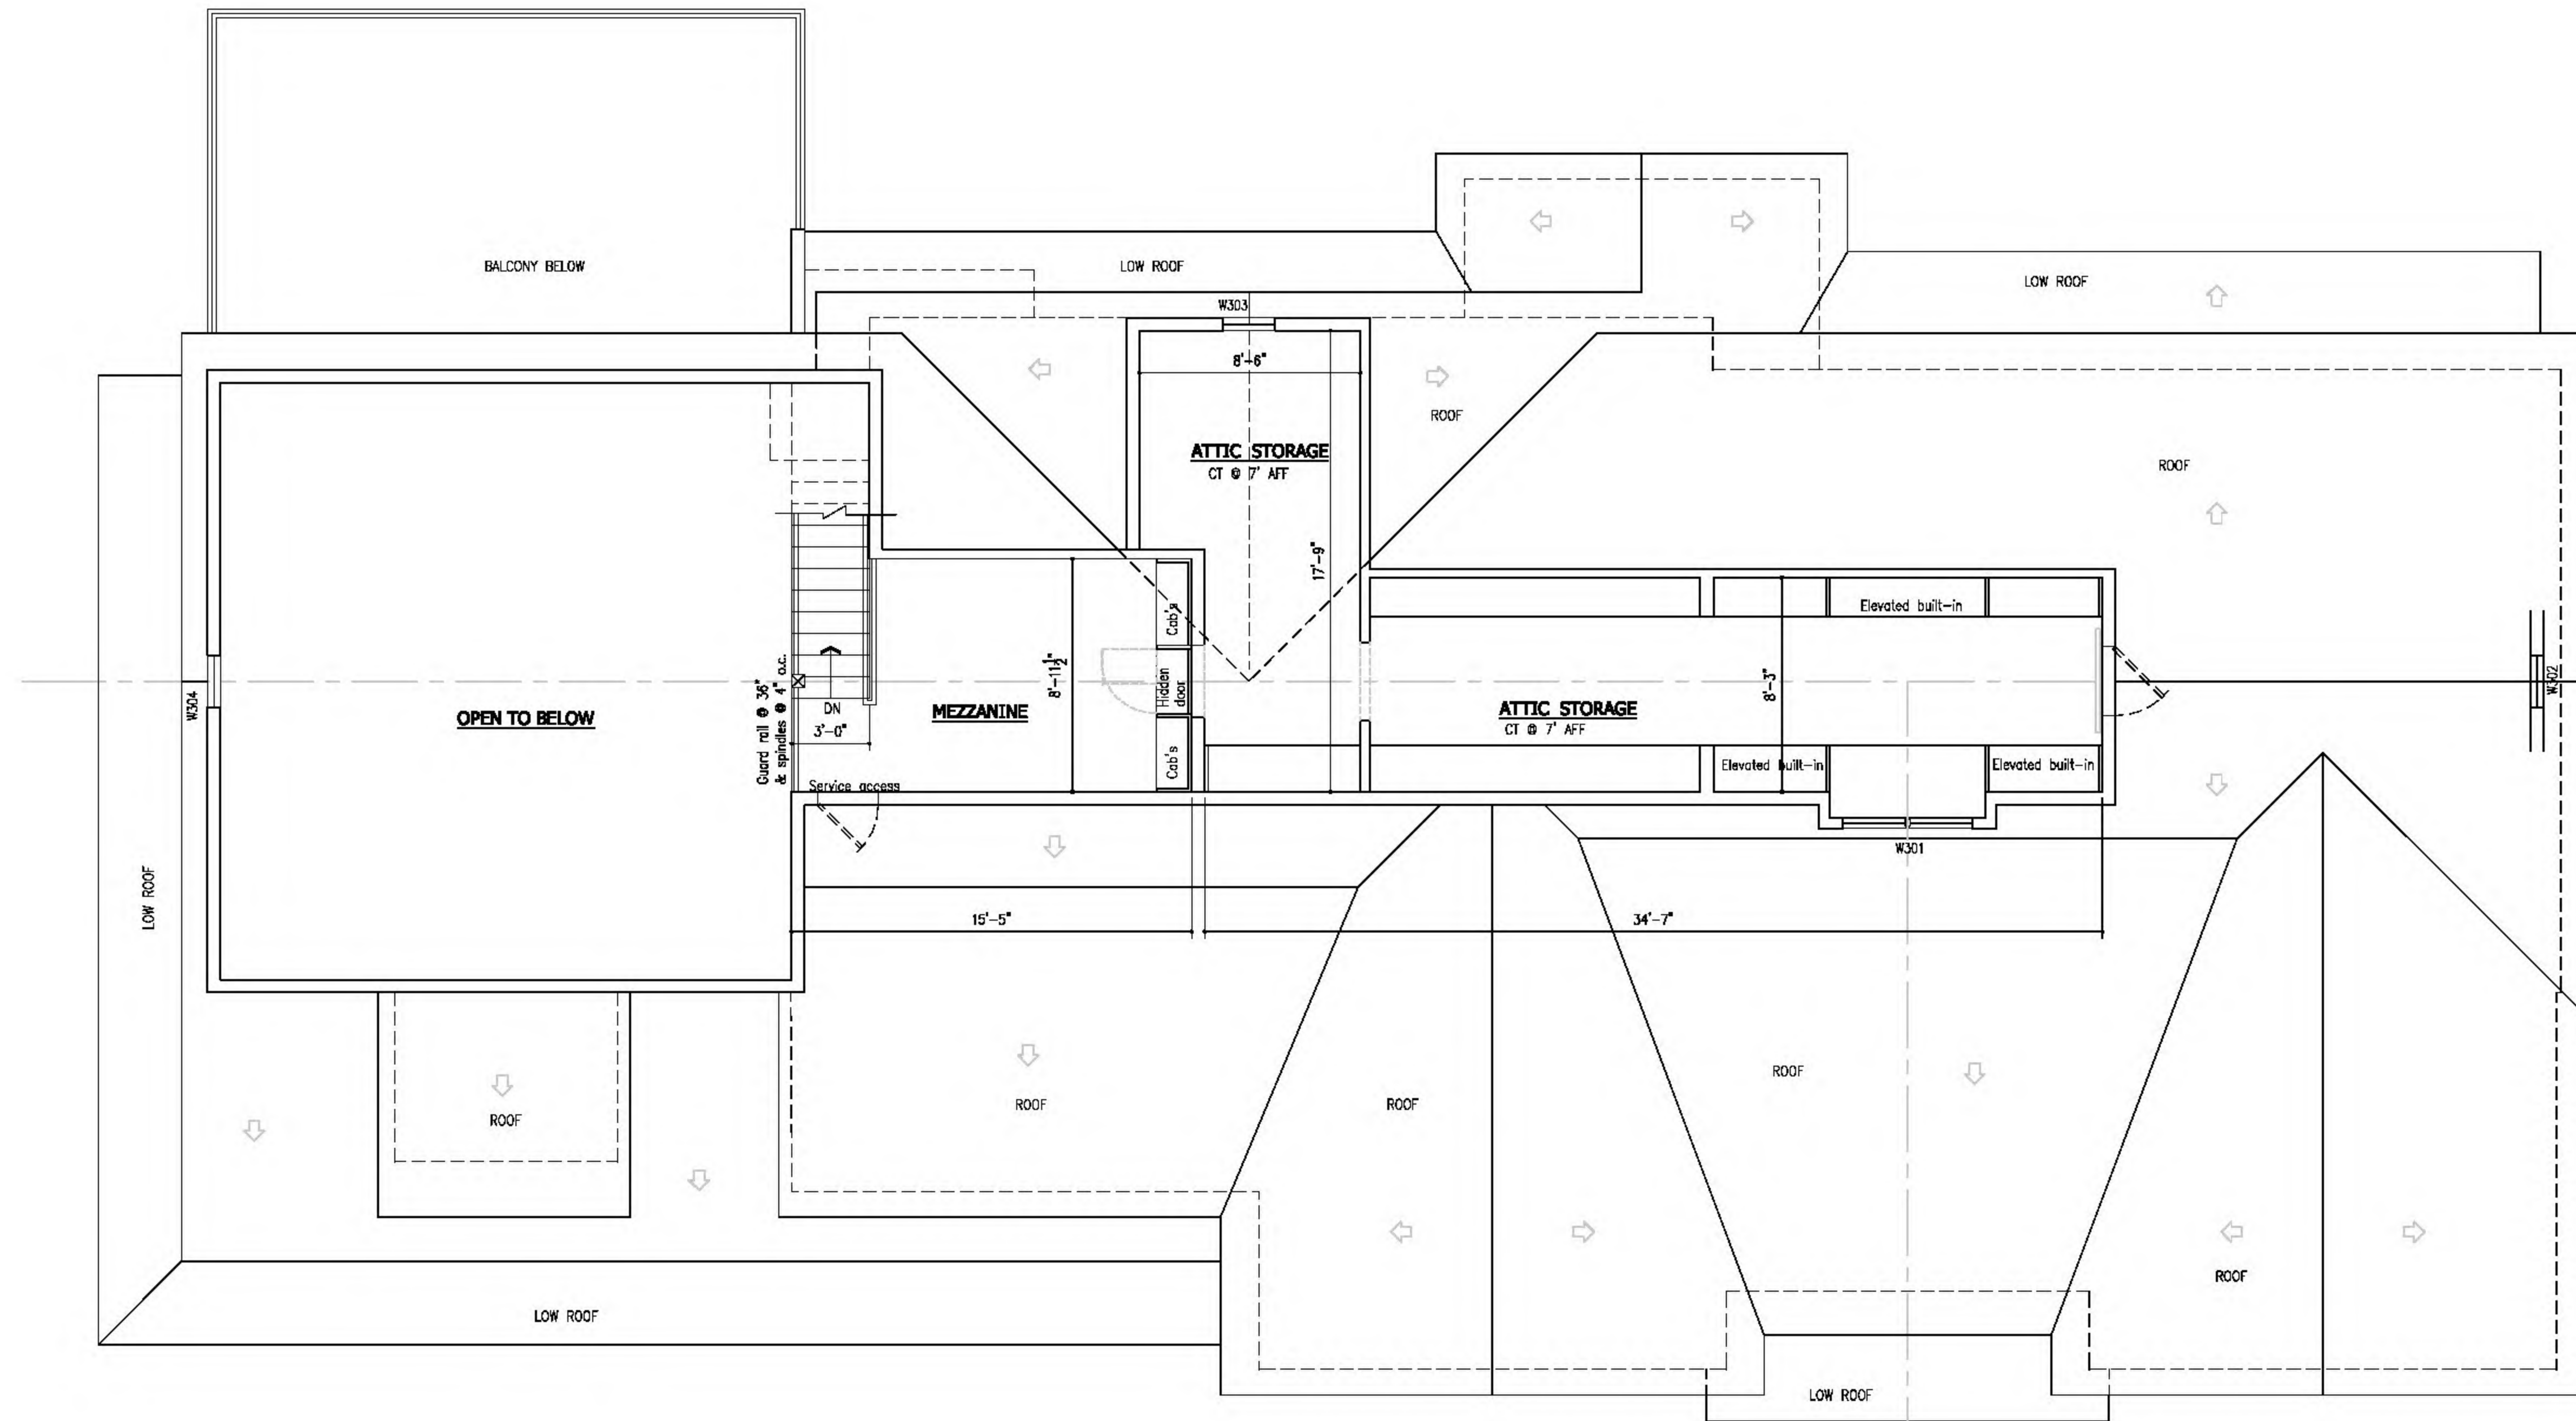 BALCONY BELOW
LOW ROOF
LOW ROOF
W303
8'-6"
ROOF
ATTIC STORAGE
CT @ 7' AFF
ROOF
17'-9"
Cab's
Elevated built-in
8'-11½"
Hidden
door
8'-3"
W302
W304
Guard rail @ 36"
& spindles @ 4" o.c.
OPEN TO BELOW
DN
3'-0"
MEZZANINE
ATTIC STORAGE
CT @ 7' AFF
Cab's
Elevated built-in
Elevated built-in
Service access
W301
LOW ROOF
15'-5"
34'-7"
ROOF
ROOF
ROOF
ROOF
ROOF
LOW ROOF
LOW ROOF